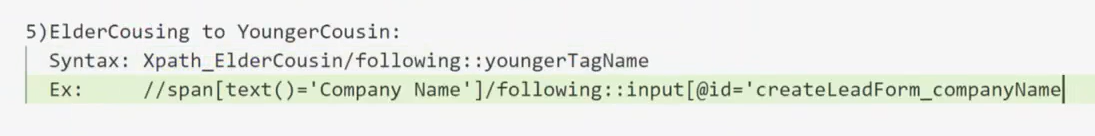 5)ElderCousing to YoungerCousin:
Syntax: Xpath_ElderCousin/following::youngerTagName
Ex: //span[text()='Company Name']/following::input[@id='createLeadForm_companyName